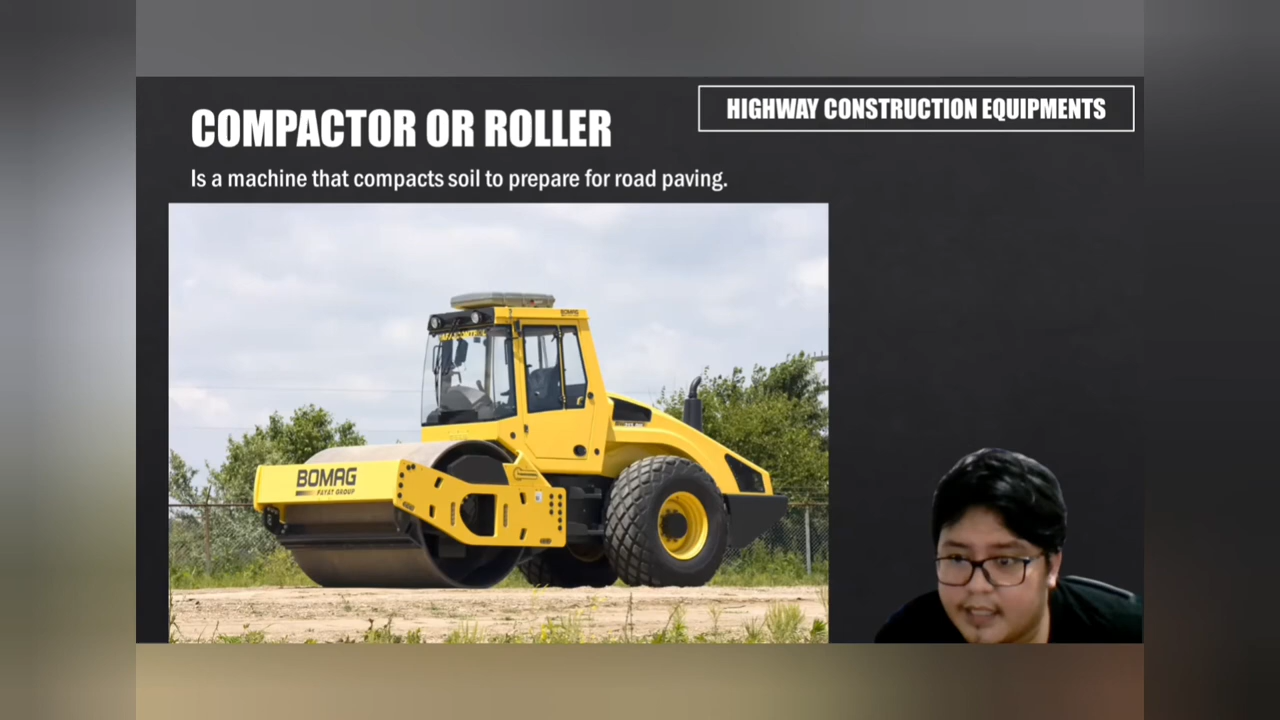 HIGHWAY CONSTRUCTION EQUIPMENTS
COMPACTOR OR ROLLER
Is a machine that compacts soil to prepare for road paving.
BOMAG
BOMAG
FAYAT GROUP